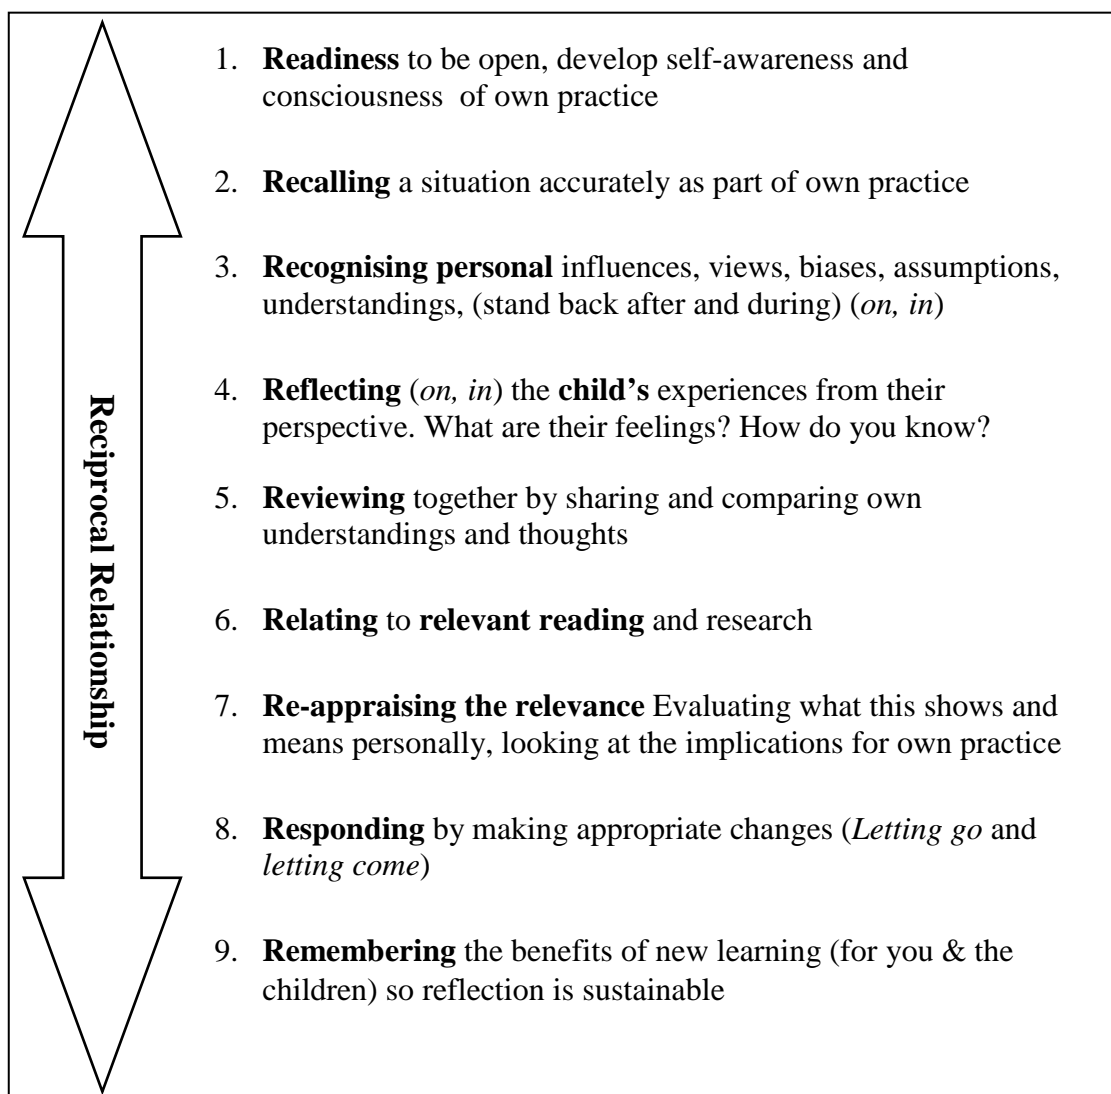 1. Readiness to be open, develop self-awareness and
consciousness  of own practice
2. Recalling a situation accurately as part of own practice
3. Recognising personal influences, views, biases, assumptions,
understandings, (stand back after and during) (on, in)
4. Reflecting (on, in) the child’s experiences from their
perspective. What are their feelings? How do you know?
5. Reviewing together by sharing and comparing own
understandings and thoughts
6. Relating to relevant reading and research
7. Re-appraising the relevance Evaluating what this shows and
means personally, looking at the implications for own practice
8. Responding by making appropriate changes (Letting go and
letting come)
9. Remembering the benefits of new learning (for you & the
children) so reflection is sustainable
Reciprocal Relationship